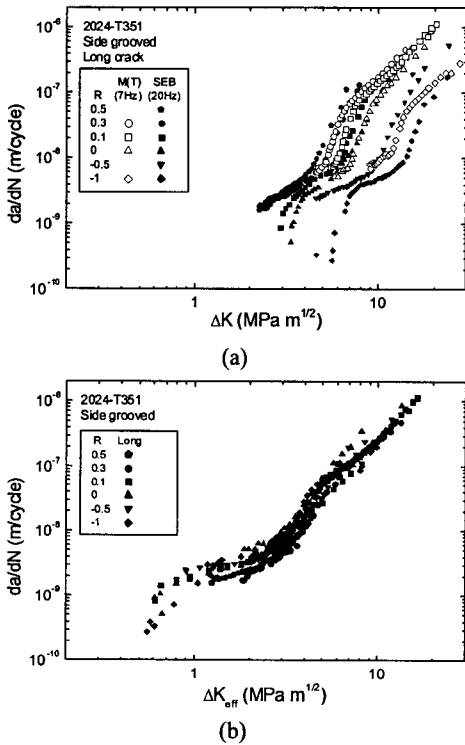 (a)
2024-T351
Side grooved
Long crack
M(T) SEB
R (7Hz) (20Hz)
0.5
0.3
0.1
0
-0.5
-1
da/dN (m/cycle)
10⁻⁶
10⁻⁷
10⁻⁸
10⁻⁹
10⁻¹⁰
1 10
ΔK (MPa m^1/2)
(a)
2024-T351
Side grooved
R Long
0.5
0.3
0.1
0
-0.5
-1
da/dN (m/cycle)
10⁻⁶
10⁻⁷
10⁻⁸
10⁻⁹
10⁻¹⁰
1 10
ΔK_eff (MPa m^1/2)
(b)